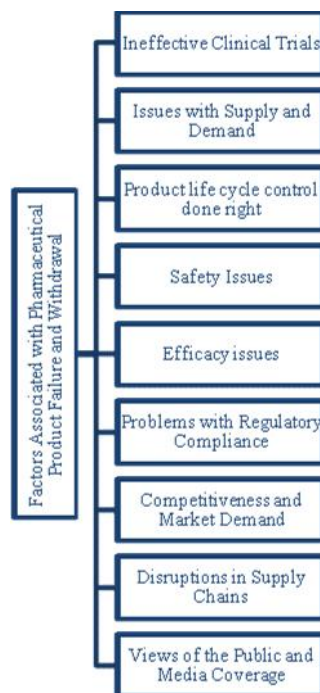 Factors Associated with Pharmaceutical
Product Failure and Withdrawal
Ineffective Clinical Trials
Issues with Supply and
Demand
Product life cycle control
done right
Safety Issues
Efficacy issues
Problems with Regulatory
Compliance
Competitiveness and
Market Demand
Disruptions in Supply
Chains
Views of the Public and
Media Coverage